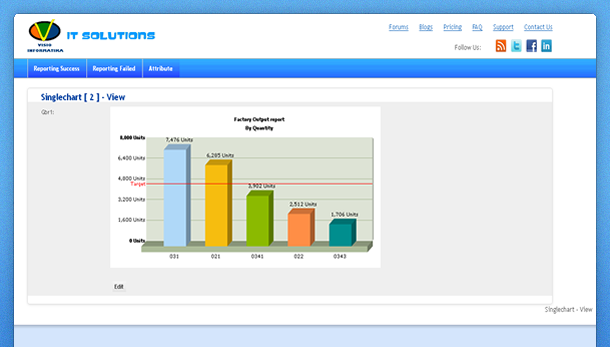 Forums Blogs Pricing FAQ Support Contact Us
V
VISIO
INFORMATIKA
IT SOLUTIONS
Follow Us:
Reporting Success Reporting Failed Attribute
Singlechart [ 2 ] - View
Gbr1:
Factory Output report
By Quantity
8,000 Units
7,476 Units
6,400 Units
6,285 Units
4,800 Units
Target
3,902 Units
3,200 Units
2,512 Units
1,600 Units
1,706 Units
0 Units
031 021 0341 022 0343
Edit
Singlechart - View